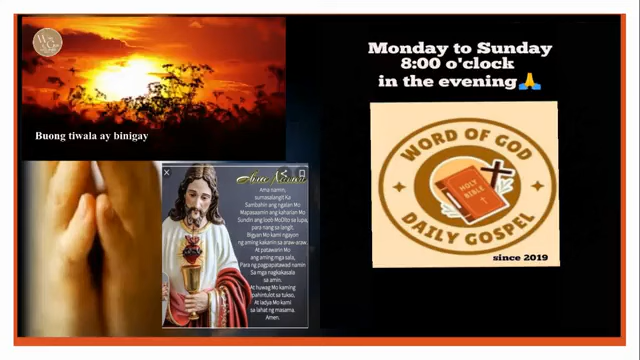 Buong tiwala ay binigay
Monday to Sunday
8:00 o'clock
in the evening🙏
WORD OF GOD
HOLY
BIBLE
DAILY GOSPEL
since 2019
Ama Namin
Ama namin,
sumasalangit Ka
Sambahin ang ngalan Mo
Mapasaamin ang kaharian Mo
Sundin ang loob Mo Dito sa lupa,
para nang sa langit.
Bigyan Mo kami ngayon
ng aming kakanin sa araw-araw.
At patawarin Mo
ang aming mga sala,
Para ng pagpapatawad namin
Sa mga nagkakasala
sa amin.
At huwag Mo kaming
pahintulot sa tukso,
At iadya Mo kami
sa lahat ng masama.
Amen.